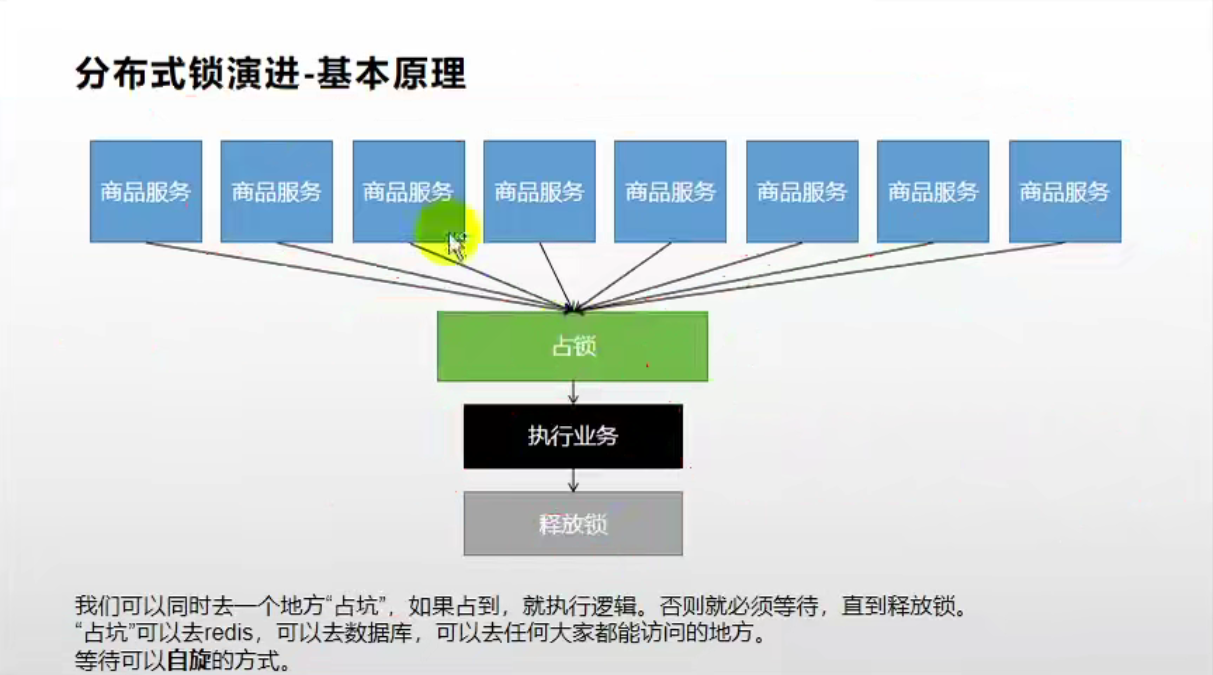 分布式锁演进-基本原理
商品服务 商品服务 商品服务 商品服务 商品服务 商品服务 商品服务 商品服务
占锁
执行业务
释放锁
我们可以同时去一个地方“占坑”，如果占到，就执行逻辑。否则就必须等待，直到释放锁。
“占坑”可以去redis，可以去数据库，可以去任何大家都能访问的地方。
等待可以自旋的方式。